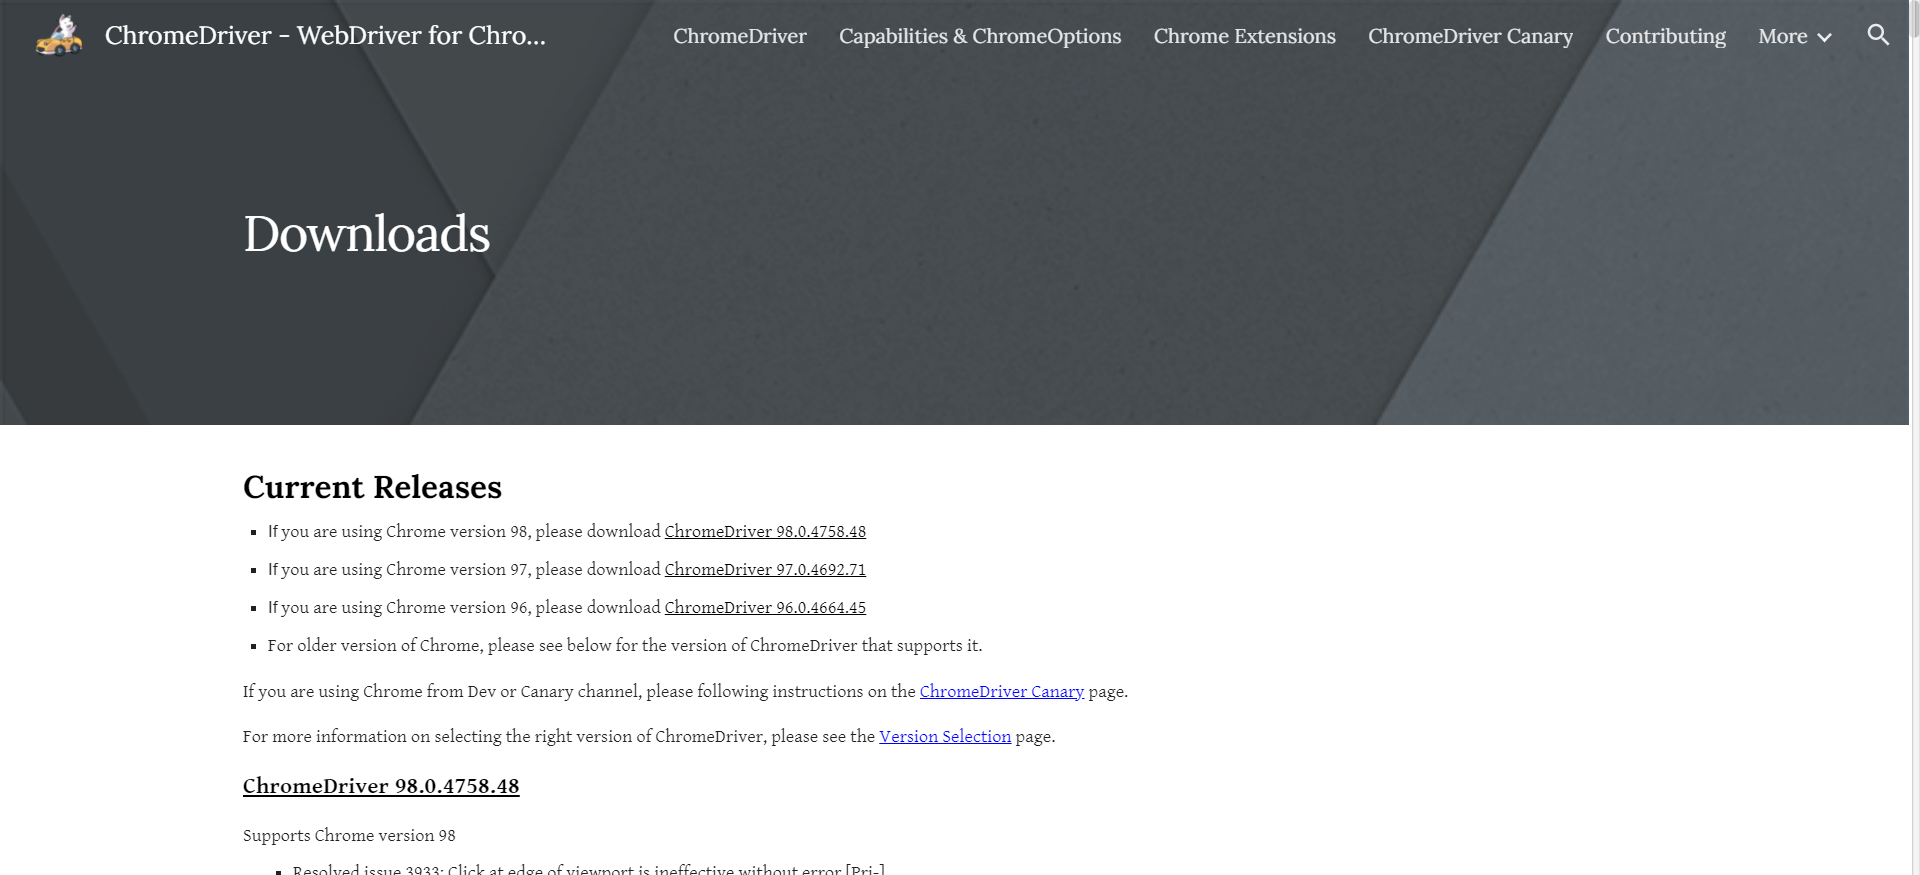 ChromeDriver - WebDriver for Chro...
ChromeDriver
Capabilities & ChromeOptions
Chrome Extensions
ChromeDriver Canary
Contributing
More
Downloads
Current Releases
If you are using Chrome version 98, please download ChromeDriver 98.0.4758.48
If you are using Chrome version 97, please download ChromeDriver 97.0.4692.71
If you are using Chrome version 96, please download ChromeDriver 96.0.4664.45
For older version of Chrome, please see below for the version of ChromeDriver that supports it.
If you are using Chrome from Dev or Canary channel, please following instructions on the ChromeDriver Canary page.
For more information on selecting the right version of ChromeDriver, please see the Version Selection page.
ChromeDriver 98.0.4758.48
Supports Chrome version 98
Resolved issue 3933: Click at edge of viewport is ineffective without error [Pri-]